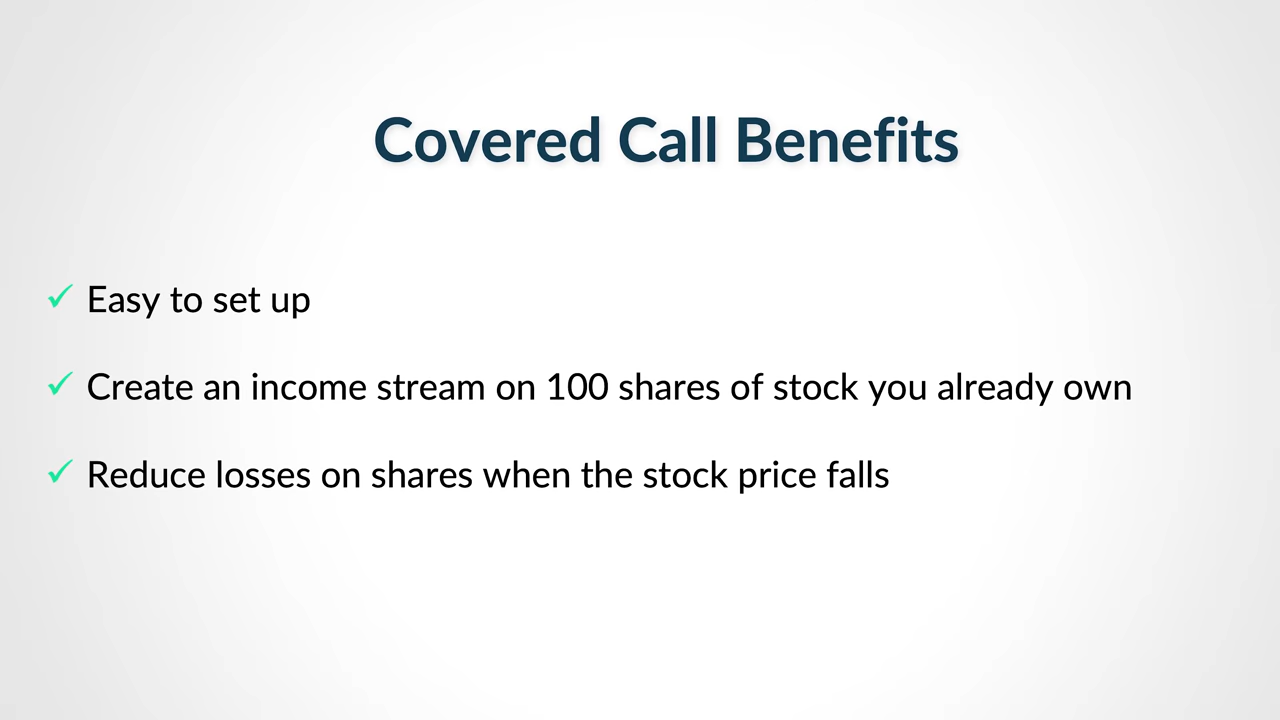 Covered Call Benefits
✓ Easy to set up
✓ Create an income stream on 100 shares of stock you already own
✓ Reduce losses on shares when the stock price falls